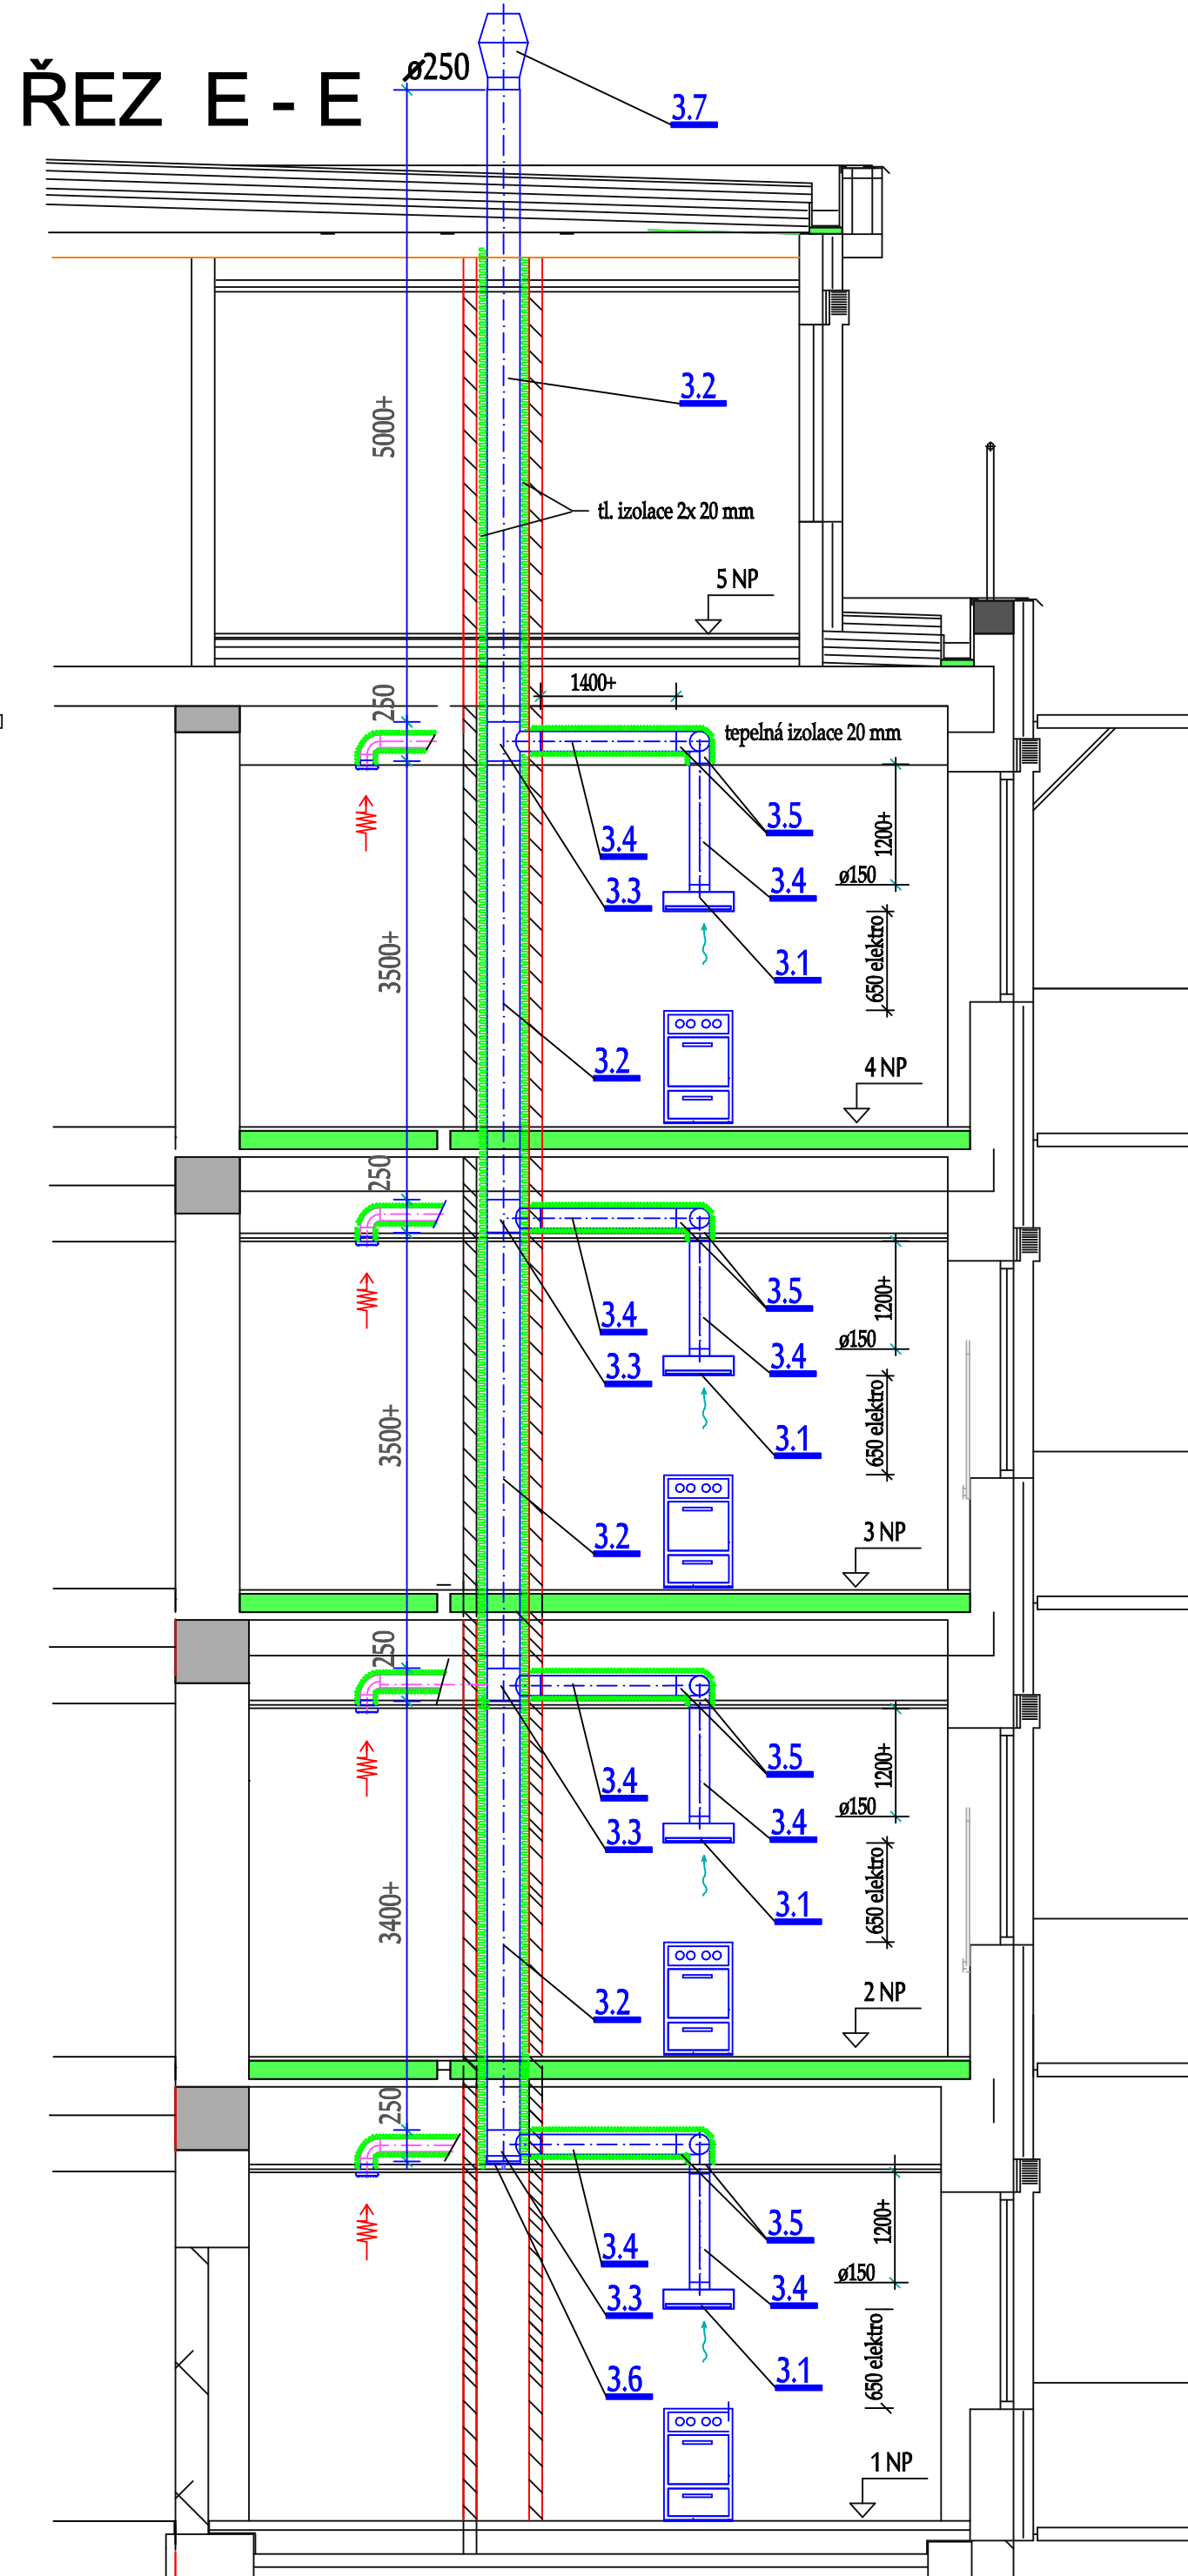 ŘEZ E - E
ø250
3.7
3.2
5000+
tl. izolace 2x 20 mm
5 NP
1400+
250
tepelná izolace 20 mm
3.5
3.4
1200+
ø150
3.4
3.3
3.1
650 elektro
3500+
3.2
4 NP
250
3.5
3.4
1200+
ø150
3.4
3.3
3.1
650 elektro
3500+
3.2
3 NP
250
3.5
3.4
1200+
ø150
3.4
3.3
3.1
650 elektro
3400+
3.2
2 NP
250
3.5
3.4
1200+
ø150
3.4
3.3
3.1
650 elektro
3.6
1 NP